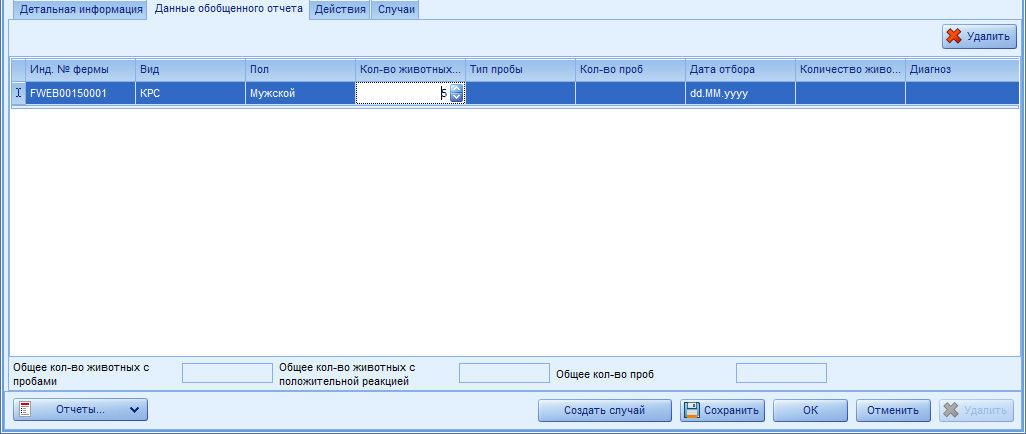 Детальная информация Данные обобщенного отчета Действия Случаи
Удалить
Инд. № фермы Вид Пол Кол-во животных... Тип пробы Кол-во проб Дата отбора Количество живо... Диагноз
FWEB00150001 КРС Мужской 5 dd.MM.yyyy
Общее кол-во животных с
пробами
Общее кол-во животных с
положительной реакцией
Общее кол-во проб
Отчеты... Создать случай Сохранить ОК Отменить Удалить